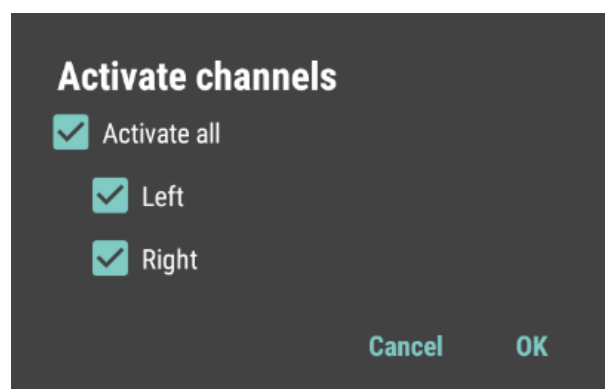 Activate channels
Activate all
Left
Right
Cancel OK